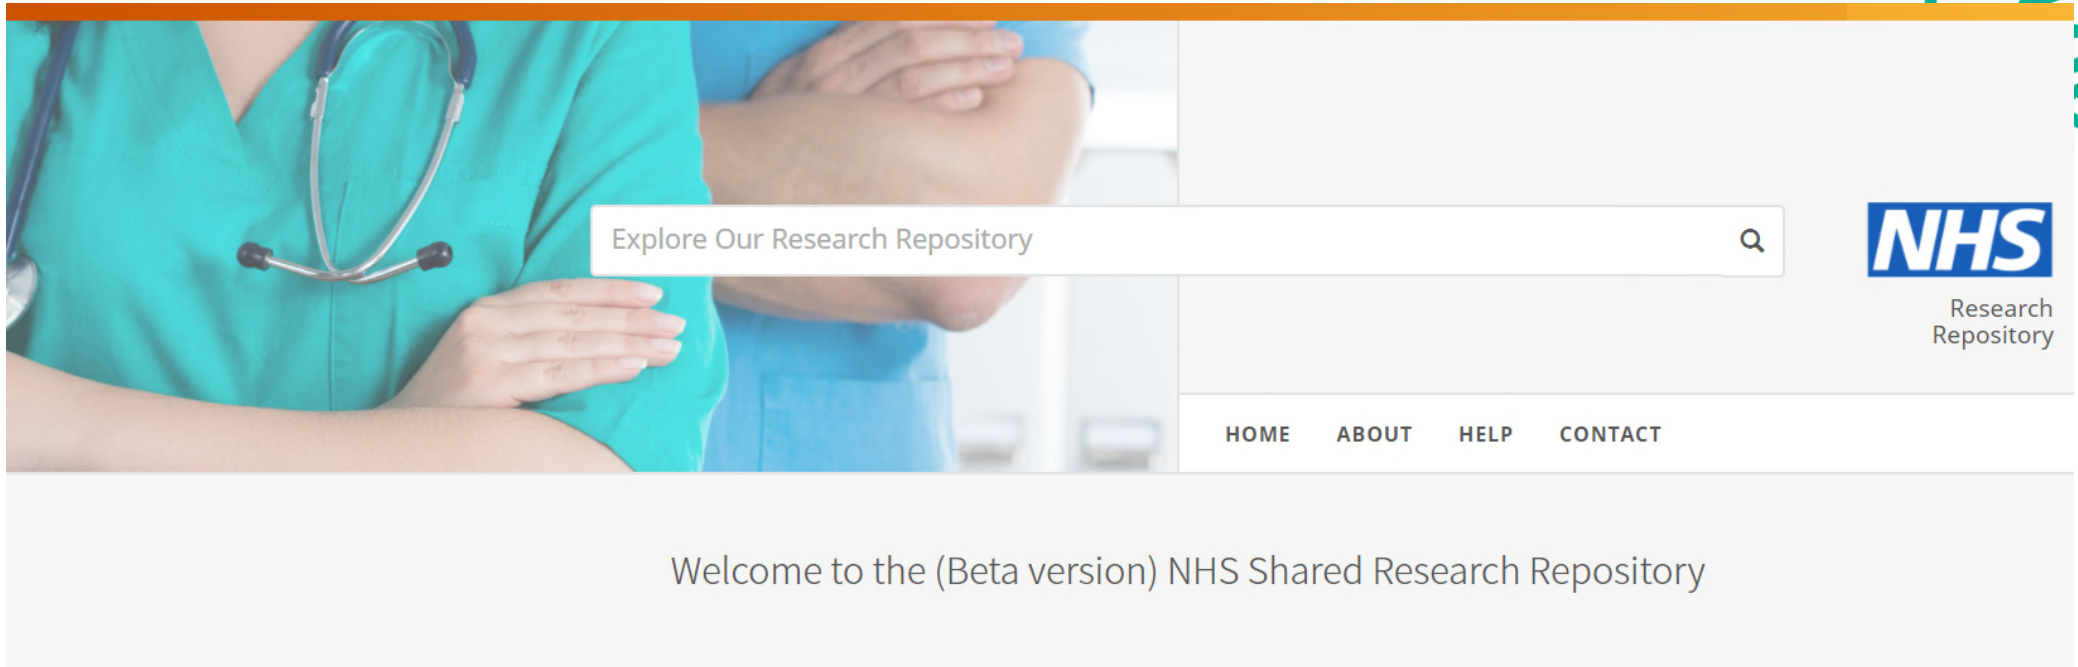 Explore Our Research Repository
NHS
Research
Repository
HOME ABOUT HELP CONTACT
Welcome to the (Beta version) NHS Shared Research Repository